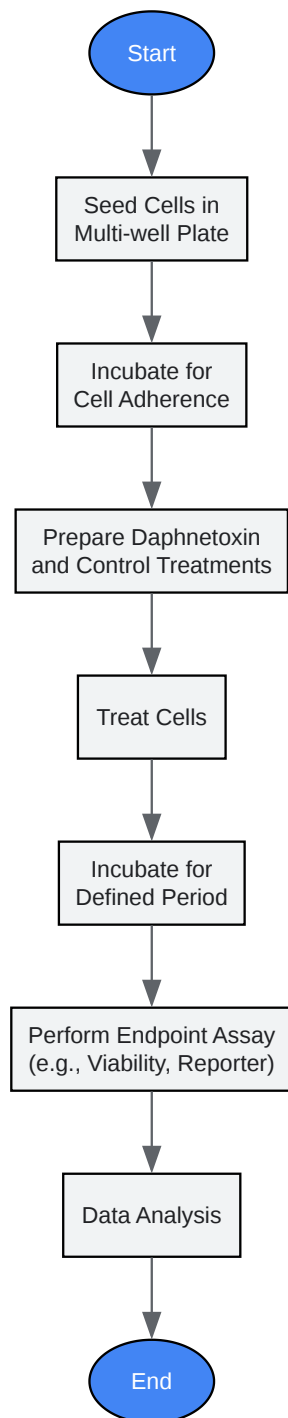 Start
Seed Cells in
Multi-well Plate
Incubate for
Cell Adherence
Prepare Daphnetoxin
and Control Treatments
Treat Cells
Incubate for
Defined Period
Perform Endpoint Assay
(e.g., Viability, Reporter)
Data Analysis
End